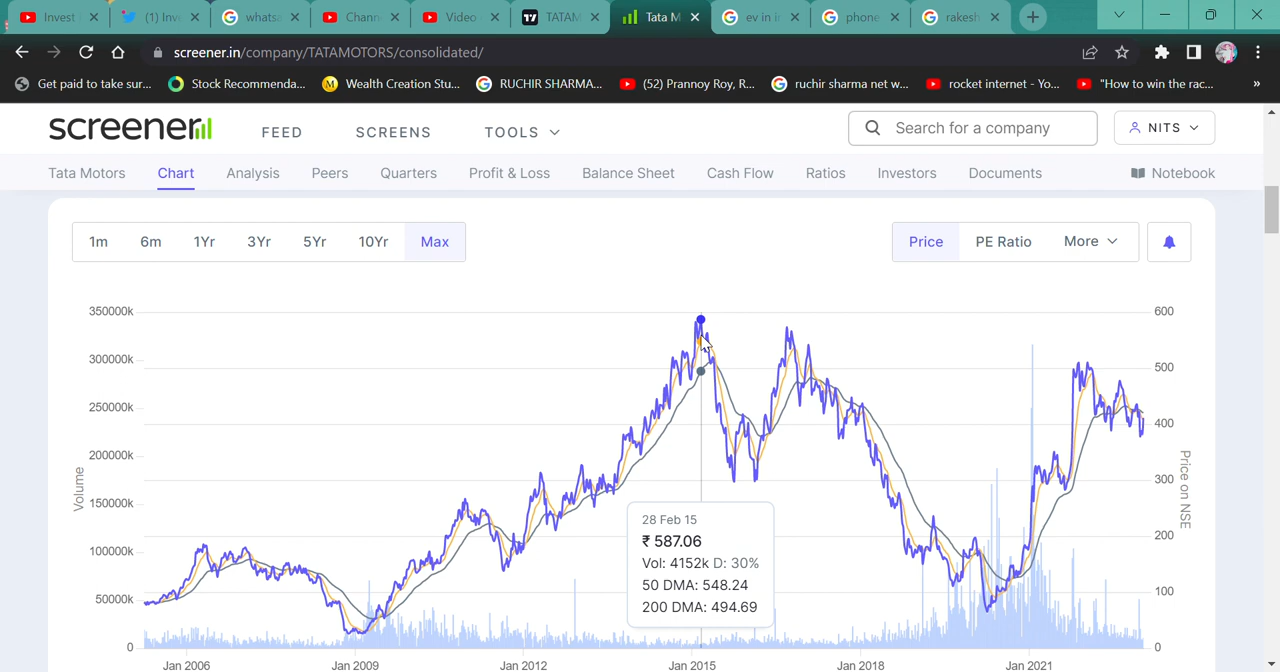 Invest
(1) Inv
whats
Chann
Video
TATAM
Tata M
ev in i
phone
rakesh
screener.in/company/TATAMOTORS/consolidated/
Get paid to take sur...
Stock Recommenda...
Wealth Creation Stu...
RUCHIR SHARMA...
(52) Prannoy Roy, R...
ruchir sharma net w...
rocket internet - Yo...
"How to win the rac...
»
screener
FEED
SCREENS
TOOLS
Search for a company
NITS
Tata Motors
Chart
Analysis
Peers
Quarters
Profit & Loss
Balance Sheet
Cash Flow
Ratios
Investors
Documents
Notebook
1m
6m
1Yr
3Yr
5Yr
10Yr
Max
Price
PE Ratio
More
350000k
300000k
250000k
200000k
150000k
100000k
50000k
0
Volume
600
500
400
300
200
100
0
Price on NSE
28 Feb 15
₹ 587.06
Vol: 4152k D: 30%
50 DMA: 548.24
200 DMA: 494.69
Jan 2006
Jan 2009
Jan 2012
Jan 2015
Jan 2018
Jan 2021